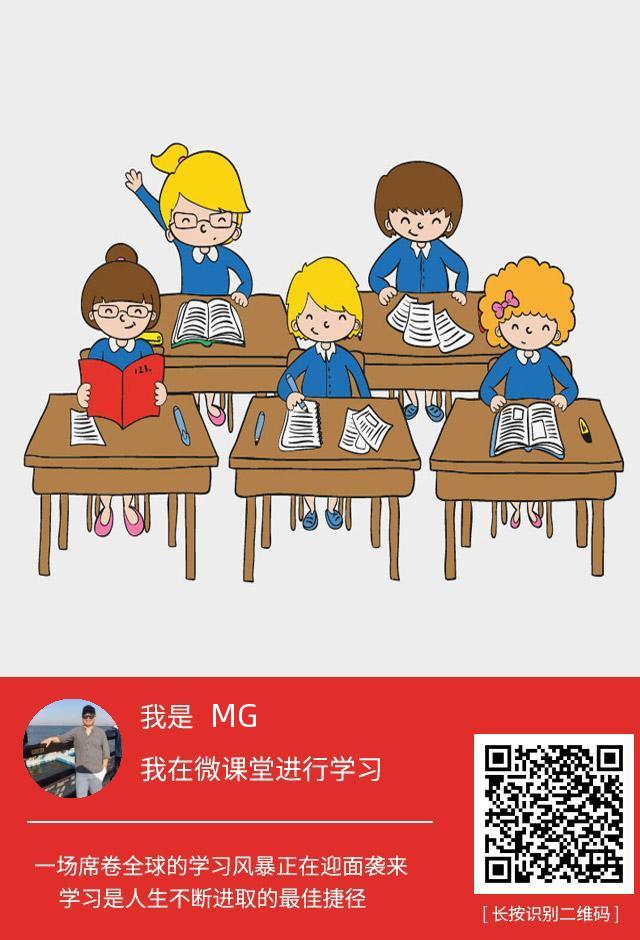 123,
我是 MG
我在微课堂进行学习
一场席卷全球的学习风暴正在迎面袭来
学习是人生不断进取的最佳捷径
[ 长按识别二维码 ]